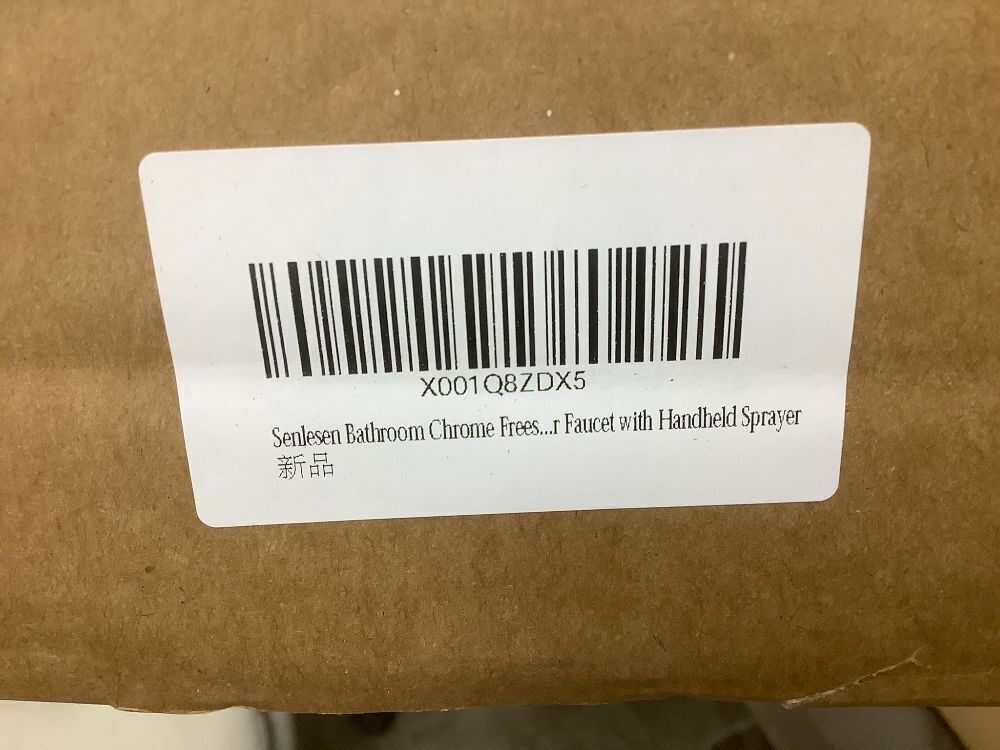 X001Q8ZDX5
Senlesen Bathroom Chrome Frees...r Faucet with Handheld Sprayer
新品